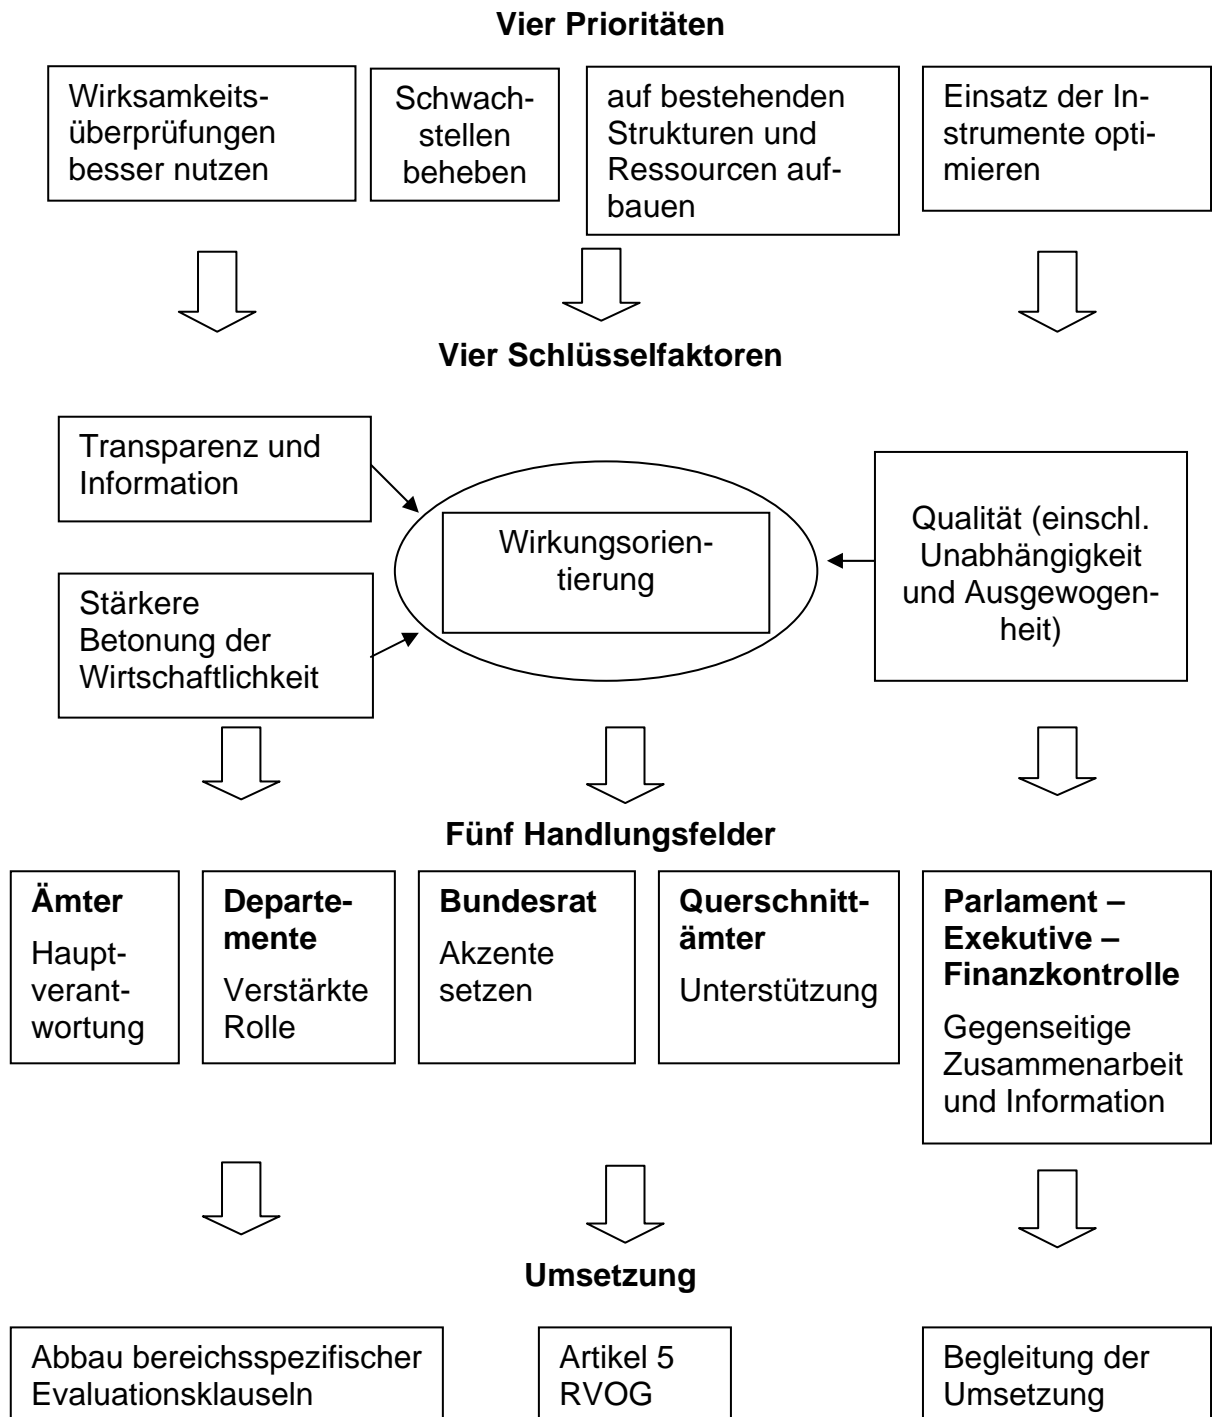 Vier Prioritäten
Wirksamkeits-
überprüfungen
besser nutzen
Schwach-
stellen
beheben
auf bestehenden
Strukturen und
Ressourcen auf-
bauen
Einsatz der In-
strumente opti-
mieren
Vier Schlüsselfaktoren
Transparenz und
Information
Stärkere
Betonung der
Wirtschaftlichkeit
Wirkungsorien-
tierung
Qualität (einschl.
Unabhängigkeit
und Ausgewogen-
heit)
Fünf Handlungsfelder
Ämter
Haupt-
verant-
wortung
Departe-
mente
Verstärkte
Rolle
Bundesrat
Akzente
setzen
Querschnitt-
ämter
Unterstützung
Parlament –
Exekutive –
Finanzkontrolle
Gegenseitige
Zusammenarbeit
und Information
Umsetzung
Abbau bereichsspezifischer
Evaluationsklauseln
Artikel 5
RVOG
Begleitung der
Umsetzung